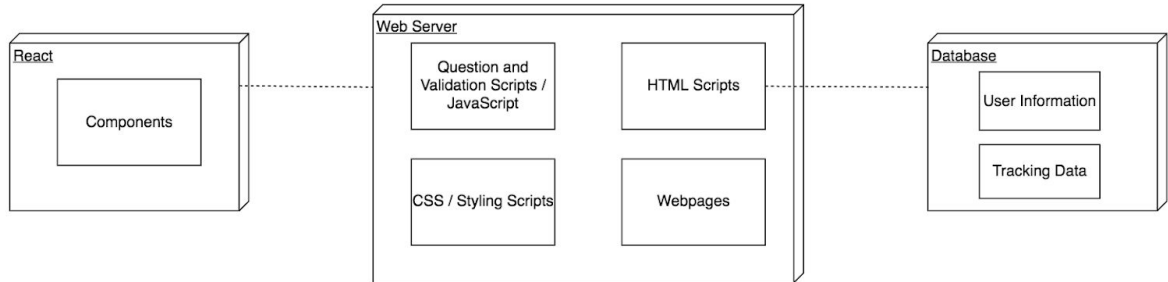 React
Components
Web Server
Question and
Validation Scripts /
JavaScript
HTML Scripts
CSS / Styling Scripts
Webpages
Database
User Information
Tracking Data